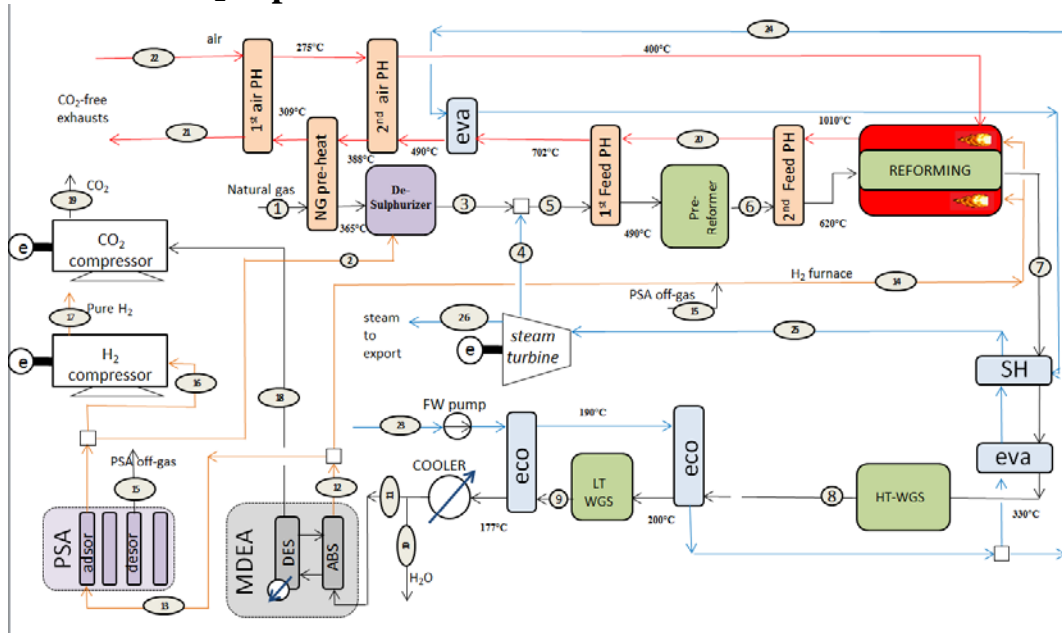 24
air
275°C
400°C
22
1st air PH
2nd air PH
CO₂-free
exhausts
309°C
eva
1010°C
21
490°C
702°C
20
388°C
REFORMING
CO₂
NG pre-heat
De-
Sulphurizer
1st Feed PH
Pre-
Reformer
2nd Feed PH
Natural gas
19
1
3
5
6
365°C
490°C
620°C
e
CO₂
compressor
2
4
7
H₂ furnace
14
PSA off-gas
15
Pure H₂
17
steam
to
export
26
steam
turbine
25
e
e
H₂
compressor
16
SH
18
FW pump
190°C
23
PSA off-gas
COOLER
eco
LT
WGS
eco
eva
15
12
11
9
8
HT-WGS
177°C
200°C
330°C
PSA
adsor
desor
MDEA
DES
ABS
10
H₂O
13